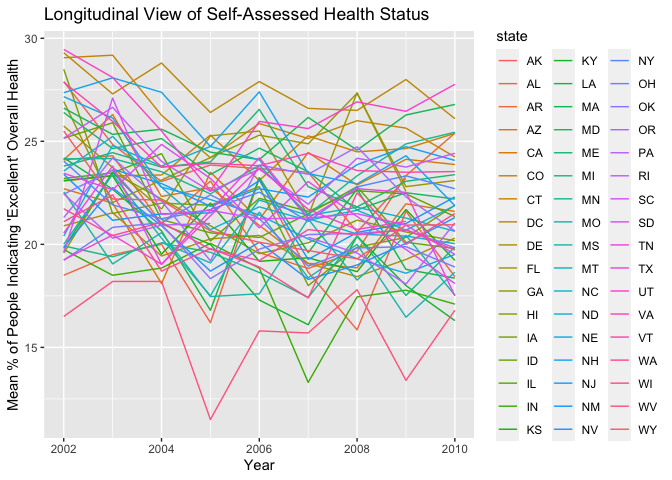 Longitudinal View of Self-Assessed Health Status
Mean % of People Indicating 'Excellent' Overall Health
30
25
20
15
2002
2004
2006
2008
2010
Year
state
AK
AL
AR
AZ
CA
CO
CT
DC
DE
FL
GA
HI
IA
ID
IL
IN
KS
KY
LA
MA
MD
ME
MI
MN
MO
MS
MT
NC
ND
NE
NH
NJ
NM
NV
NY
OH
OK
OR
PA
RI
SC
SD
TN
TX
UT
VA
VT
WA
WI
WV
WY